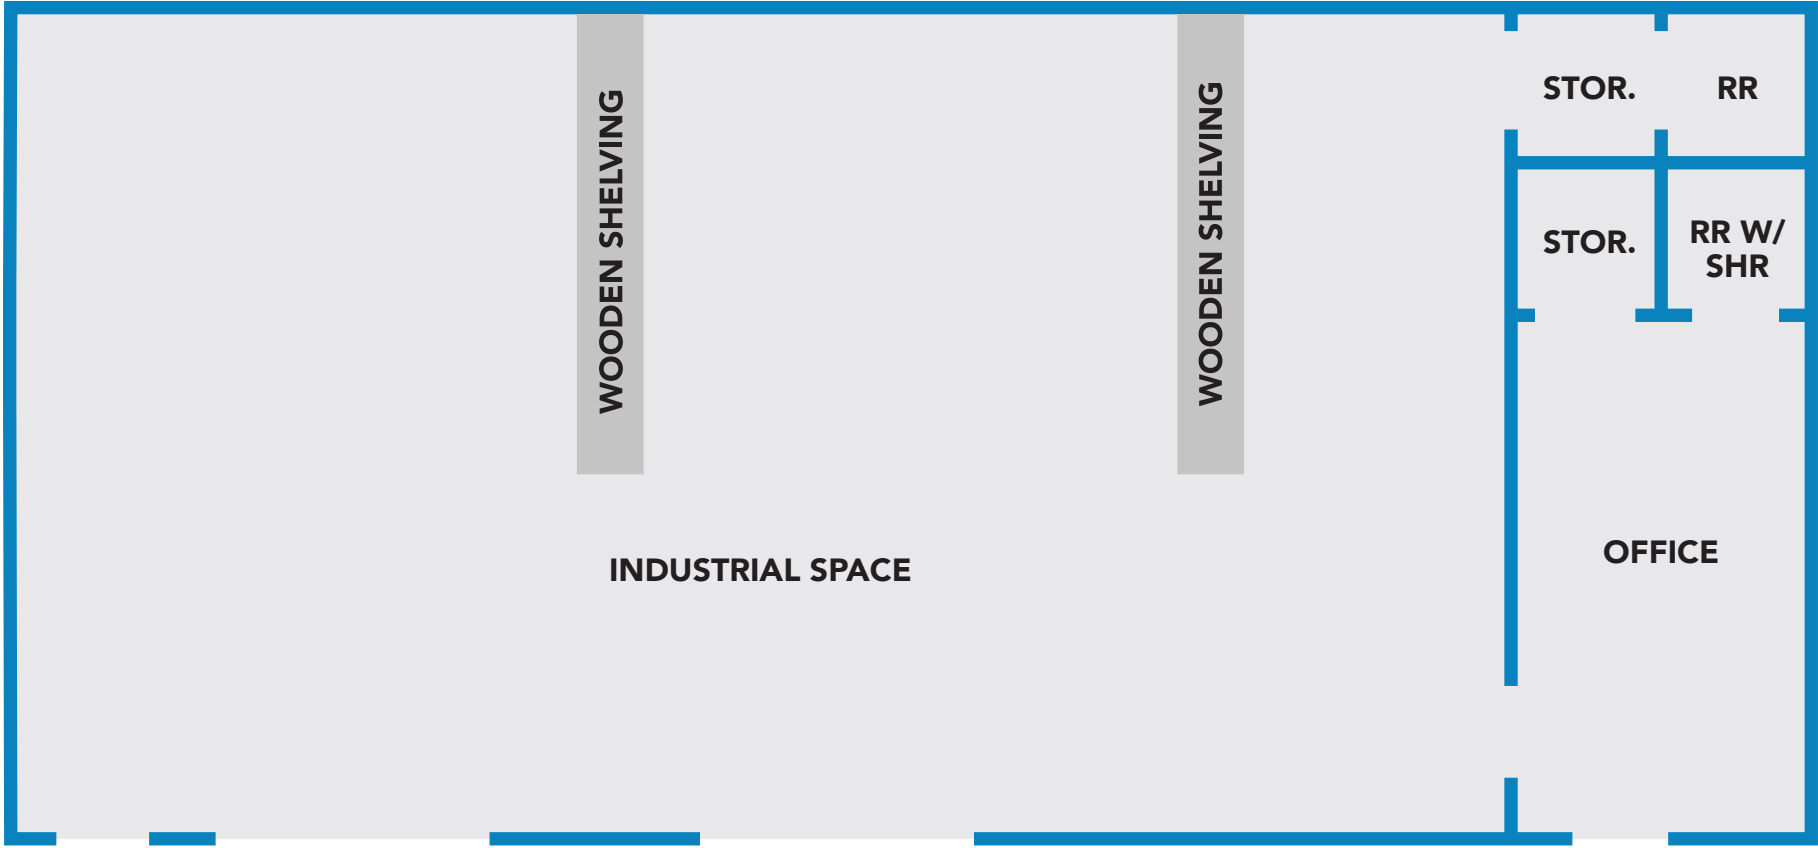 WOODEN SHELVING
WOODEN SHELVING
STOR.
RR
STOR.
RR W/
SHR
INDUSTRIAL SPACE
OFFICE